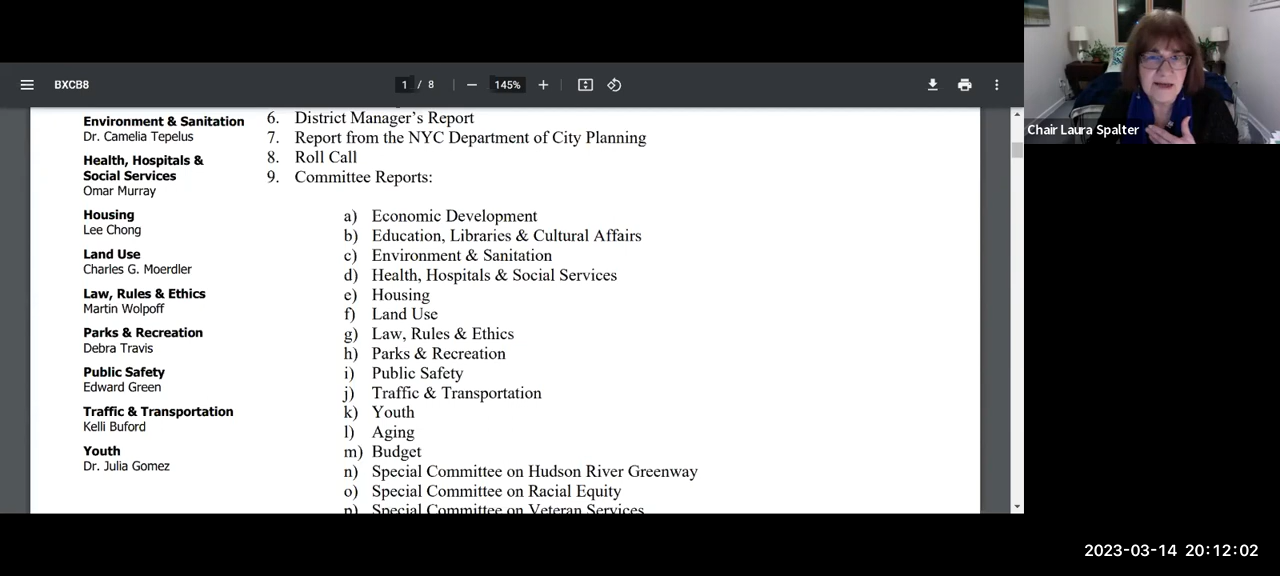 BXCB8
1 / 8
145%
Environment & Sanitation
Dr. Camelia Tepelus
Health, Hospitals &
Social Services
Omar Murray
Housing
Lee Chong
Land Use
Charles G. Moerdler
Law, Rules & Ethics
Martin Wolpoff
Parks & Recreation
Debra Travis
Public Safety
Edward Green
Traffic & Transportation
Kelli Buford
Youth
Dr. Julia Gomez
6. District Manager's Report
7. Report from the NYC Department of City Planning
8. Roll Call
9. Committee Reports:
a) Economic Development
b) Education, Libraries & Cultural Affairs
c) Environment & Sanitation
d) Health, Hospitals & Social Services
e) Housing
f) Land Use
g) Law, Rules & Ethics
h) Parks & Recreation
i) Public Safety
j) Traffic & Transportation
k) Youth
l) Aging
m) Budget
n) Special Committee on Hudson River Greenway
o) Special Committee on Racial Equity
p) Special Committee on Veteran Services
Chair Laura Spalter
2023-03-14 20:12:02